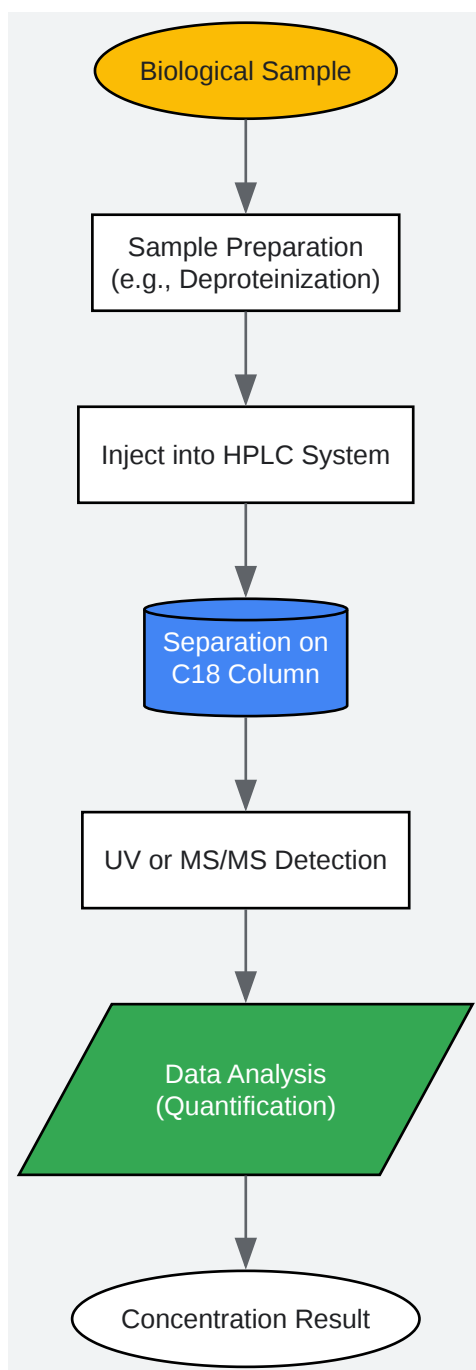 Biological Sample
Sample Preparation
(e.g., Deproteinization)
Inject into HPLC System
Separation on
C18 Column
UV or MS/MS Detection
Data Analysis
(Quantification)
Concentration Result